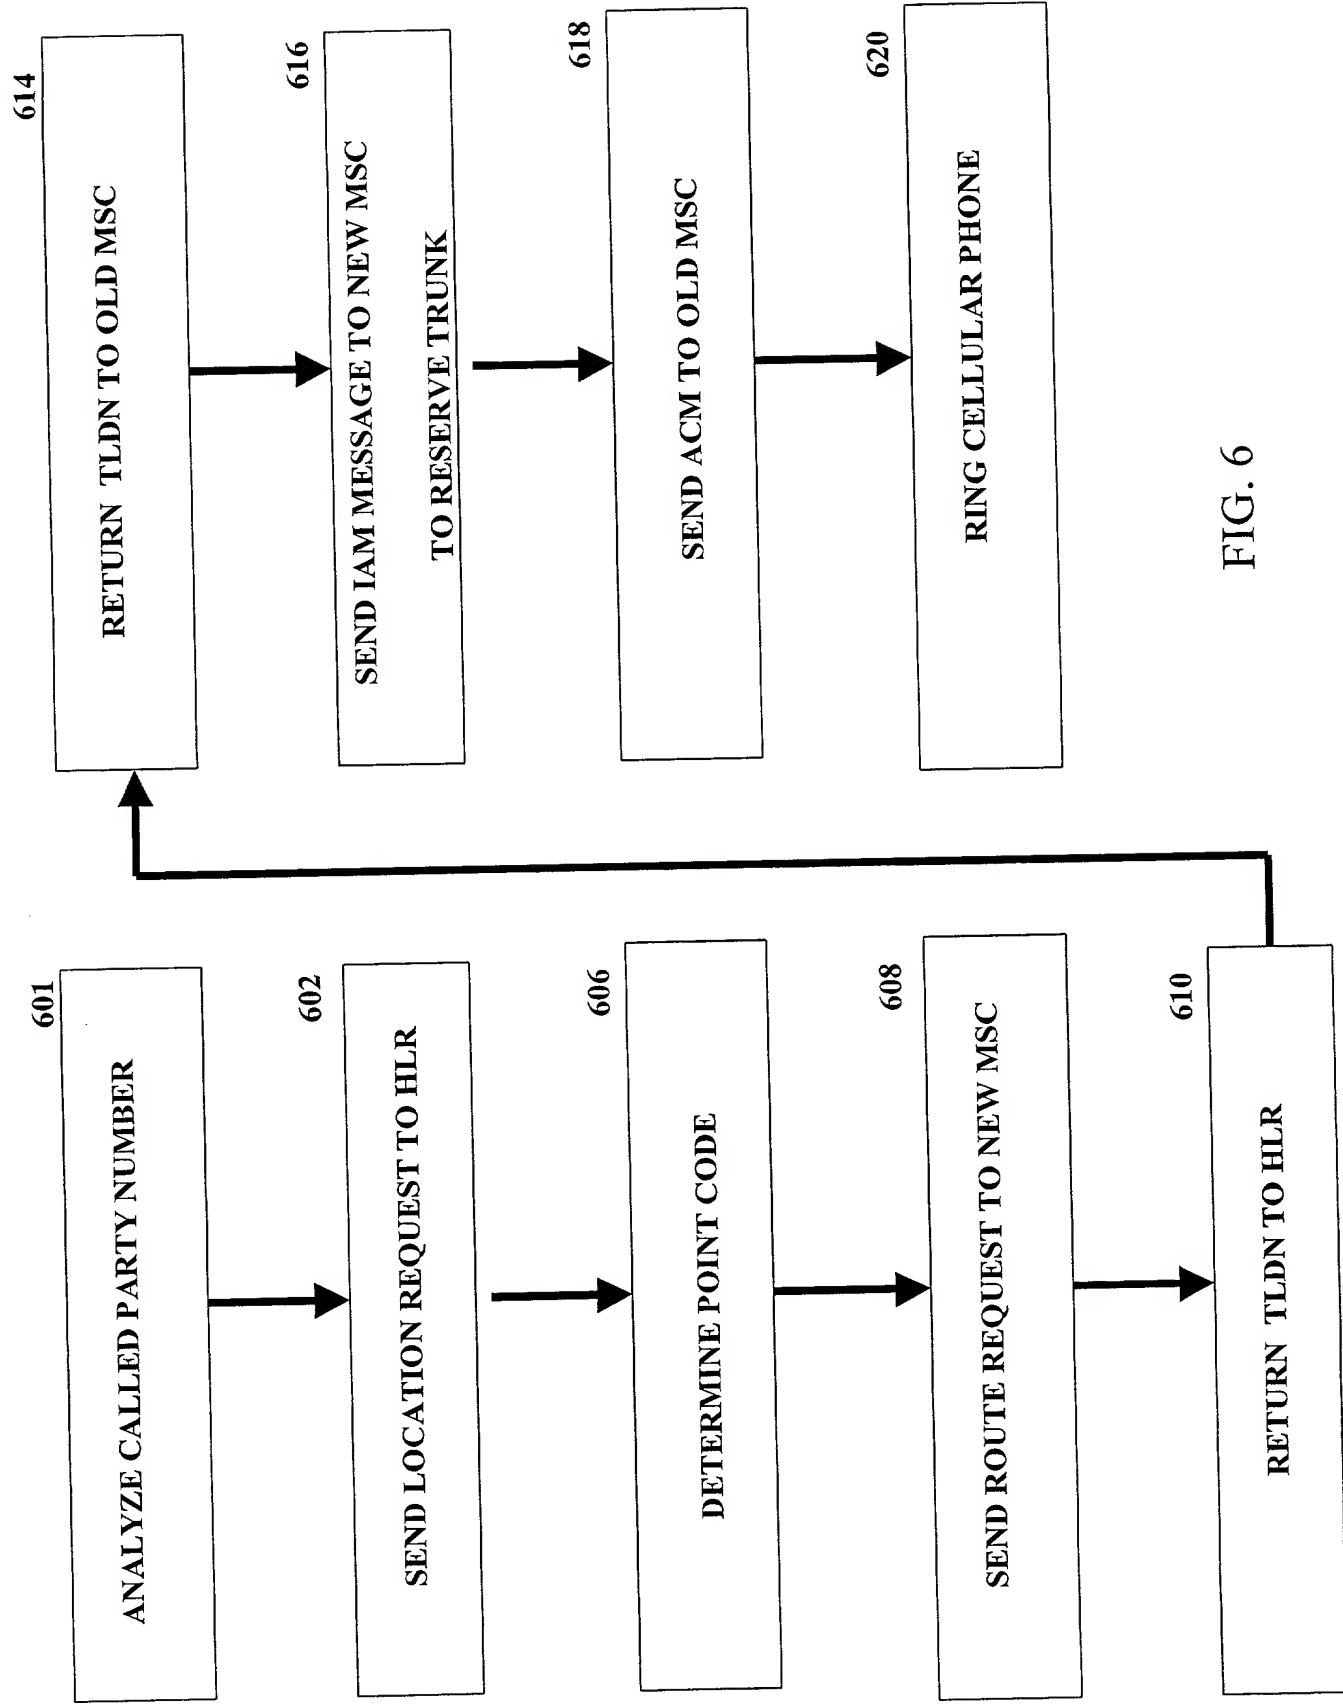 601
ANALYZE CALLED PARTY NUMBER
602
SEND LOCATION REQUEST TO HLR
606
DETERMINE POINT CODE
608
SEND ROUTE REQUEST TO NEW MSC
610
RETURN TLDN TO HLR
614
RETURN TLDN TO OLD MSC
616
SEND IAM MESSAGE TO NEW MSC
TO RESERVE TRUNK
618
SEND ACM TO OLD MSC
620
RING CELLULAR PHONE
FIG. 6